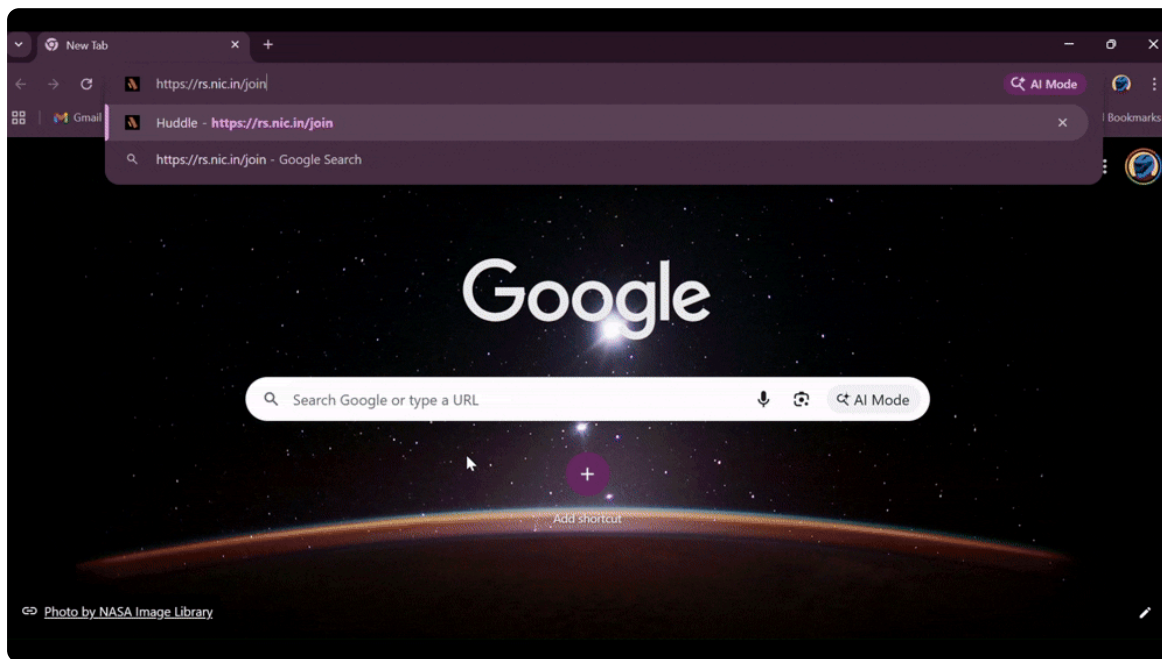 New Tab
https://rs.nic.in/join
AI Mode
Gmail
Huddle - https://rs.nic.in/join
Bookmarks
https://rs.nic.in/join - Google Search
Google
Search Google or type a URL
AI Mode
Add shortcut
Photo by NASA Image Library